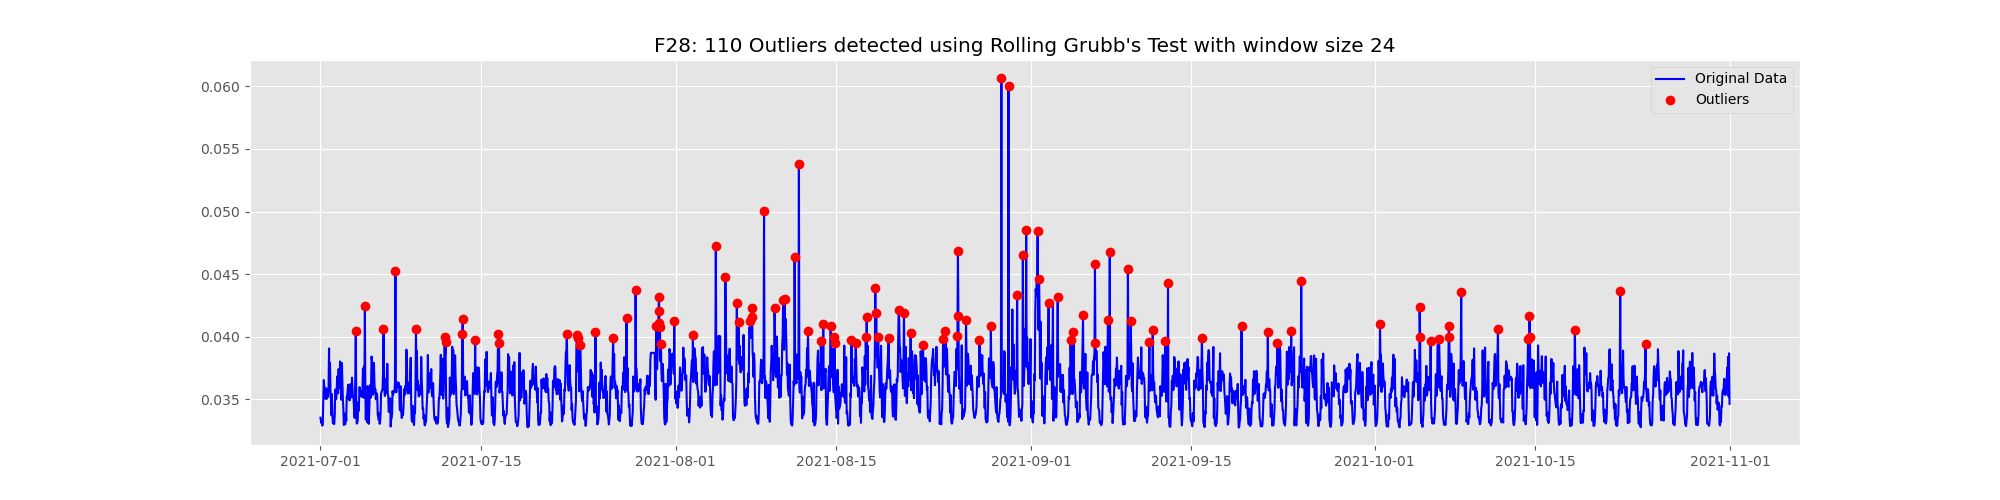 F28: 110 Outliers detected using Rolling Grubb's Test with window size 24
Original Data
Outliers
0.060
0.055
0.050
0.045
0.040
0.035
2021-07-01 2021-07-15 2021-08-01 2021-08-15 2021-09-01 2021-09-15 2021-10-01 2021-10-15 2021-11-01